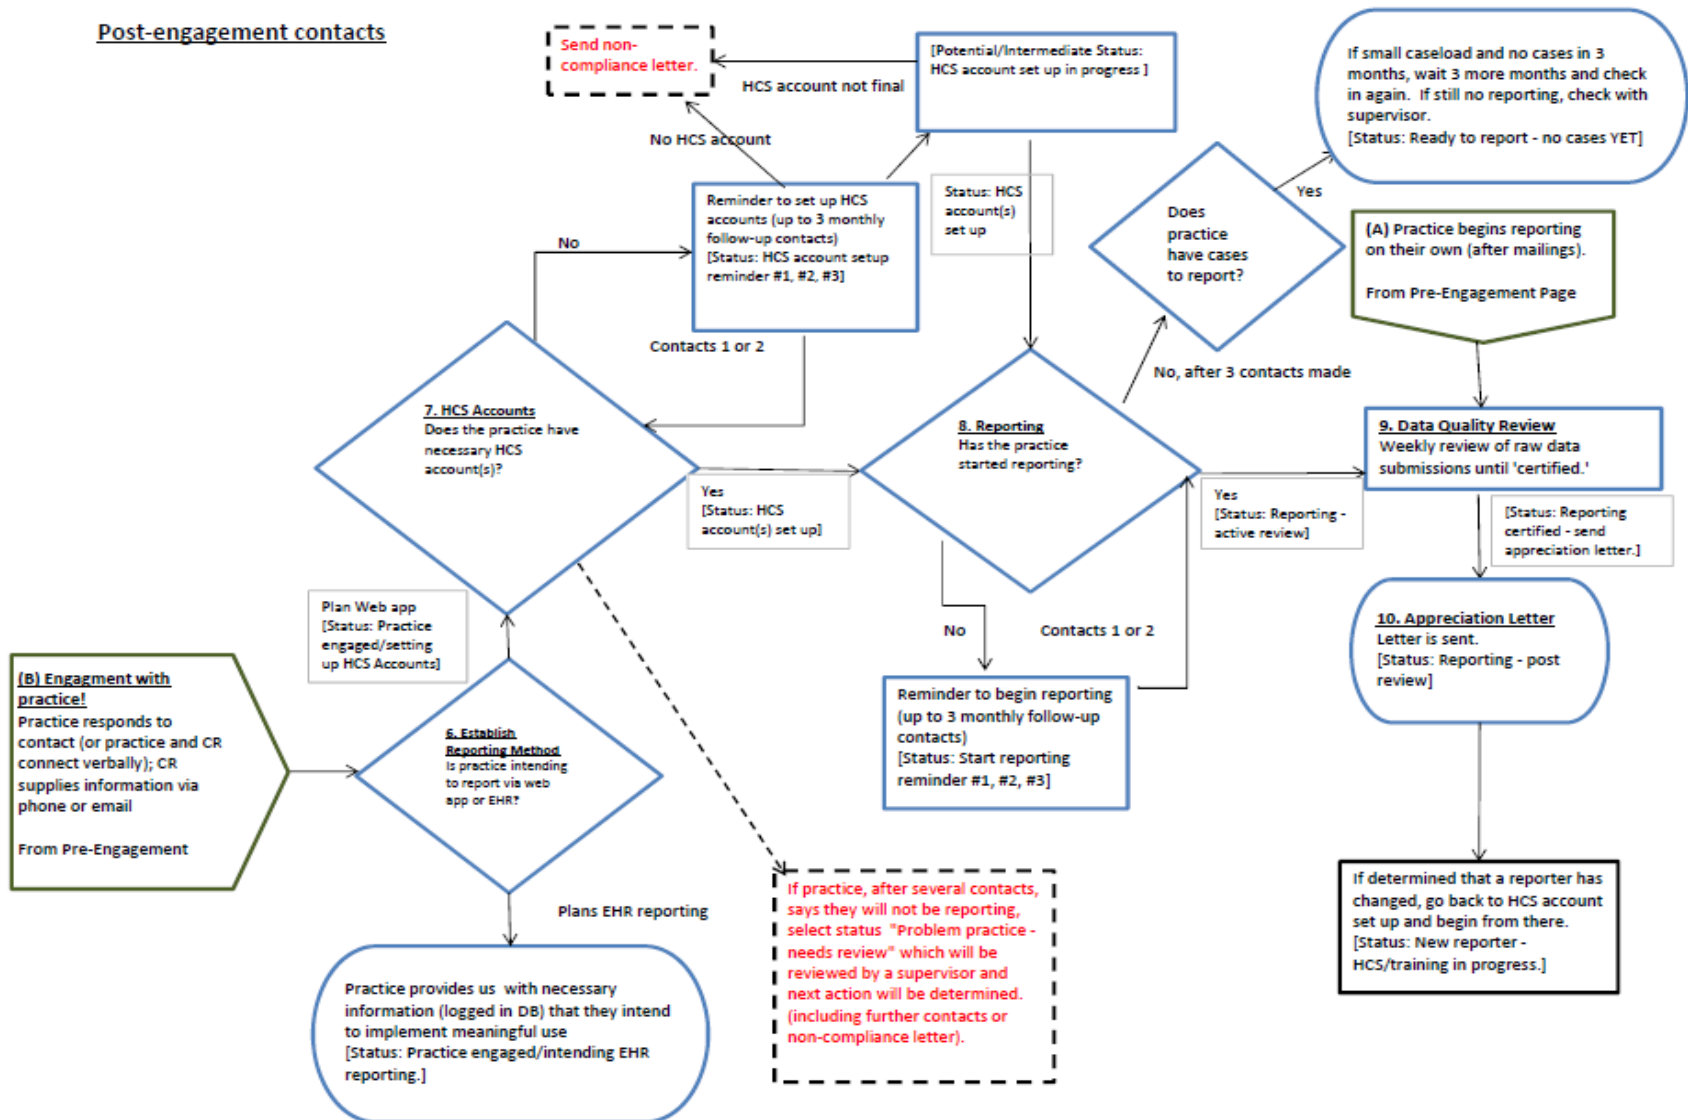 Post-engagement contacts
Send non-
compliance letter.
[Potential/Intermediate Status:
HCS account set up in progress ]
HCS account not final
If small caseload and no cases in 3
months, wait 3 more months and check
in again.  If still no reporting, check with
supervisor.
[Status: Ready to report - no cases YET]
No HCS account
Reminder to set up HCS
accounts (up to 3 monthly
follow-up contacts)
[Status: HCS account setup
reminder #1, #2, #3]
No
Status: HCS
account(s)
set up
Does
practice
have cases
to report?
Yes
(A) Practice begins reporting
on their own (after mailings).
From Pre-Engagement Page
Contacts 1 or 2
No, after 3 contacts made
7. HCS Accounts
Does the practice have
necessary HCS
account(s)?
8. Reporting
Has the practice
started reporting?
9. Data Quality Review
Weekly review of raw data
submissions until 'certified.'
Yes
[Status: HCS
account(s) set up]
Yes
[Status: Reporting -
active review]
[Status: Reporting
certified - send
appreciation letter.]
Plan Web app
[Status: Practice
engaged/setting
up HCS Accounts]
No
Contacts 1 or 2
10. Appreciation Letter
Letter is sent.
[Status: Reporting - post
review]
(B) Engagment with
practice!
Practice responds to
contact (or practice and CR
connect verbally); CR
supplies information via
phone or email
From Pre-Engagement
6. Establish
Reporting Method
Is practice intending
to report via web
app or EHR?
Reminder to begin reporting
(up to 3 monthly follow-up
contacts)
[Status: Start reporting
reminder #1, #2, #3]
Plans EHR reporting
If practice, after several contacts,
says they will not be reporting,
select status  "Problem practice -
needs review" which will be
reviewed by a supervisor and
next action will be determined.
(including further contacts or
non-compliance letter).
If determined that a reporter has
changed, go back to HCS account
set up and begin from there.
[Status: New reporter -
HCS/training in progress.]
Practice provides us  with necessary
information (logged in DB) that they intend
to implement meaningful use
[Status: Practice engaged/intending EHR
reporting.]